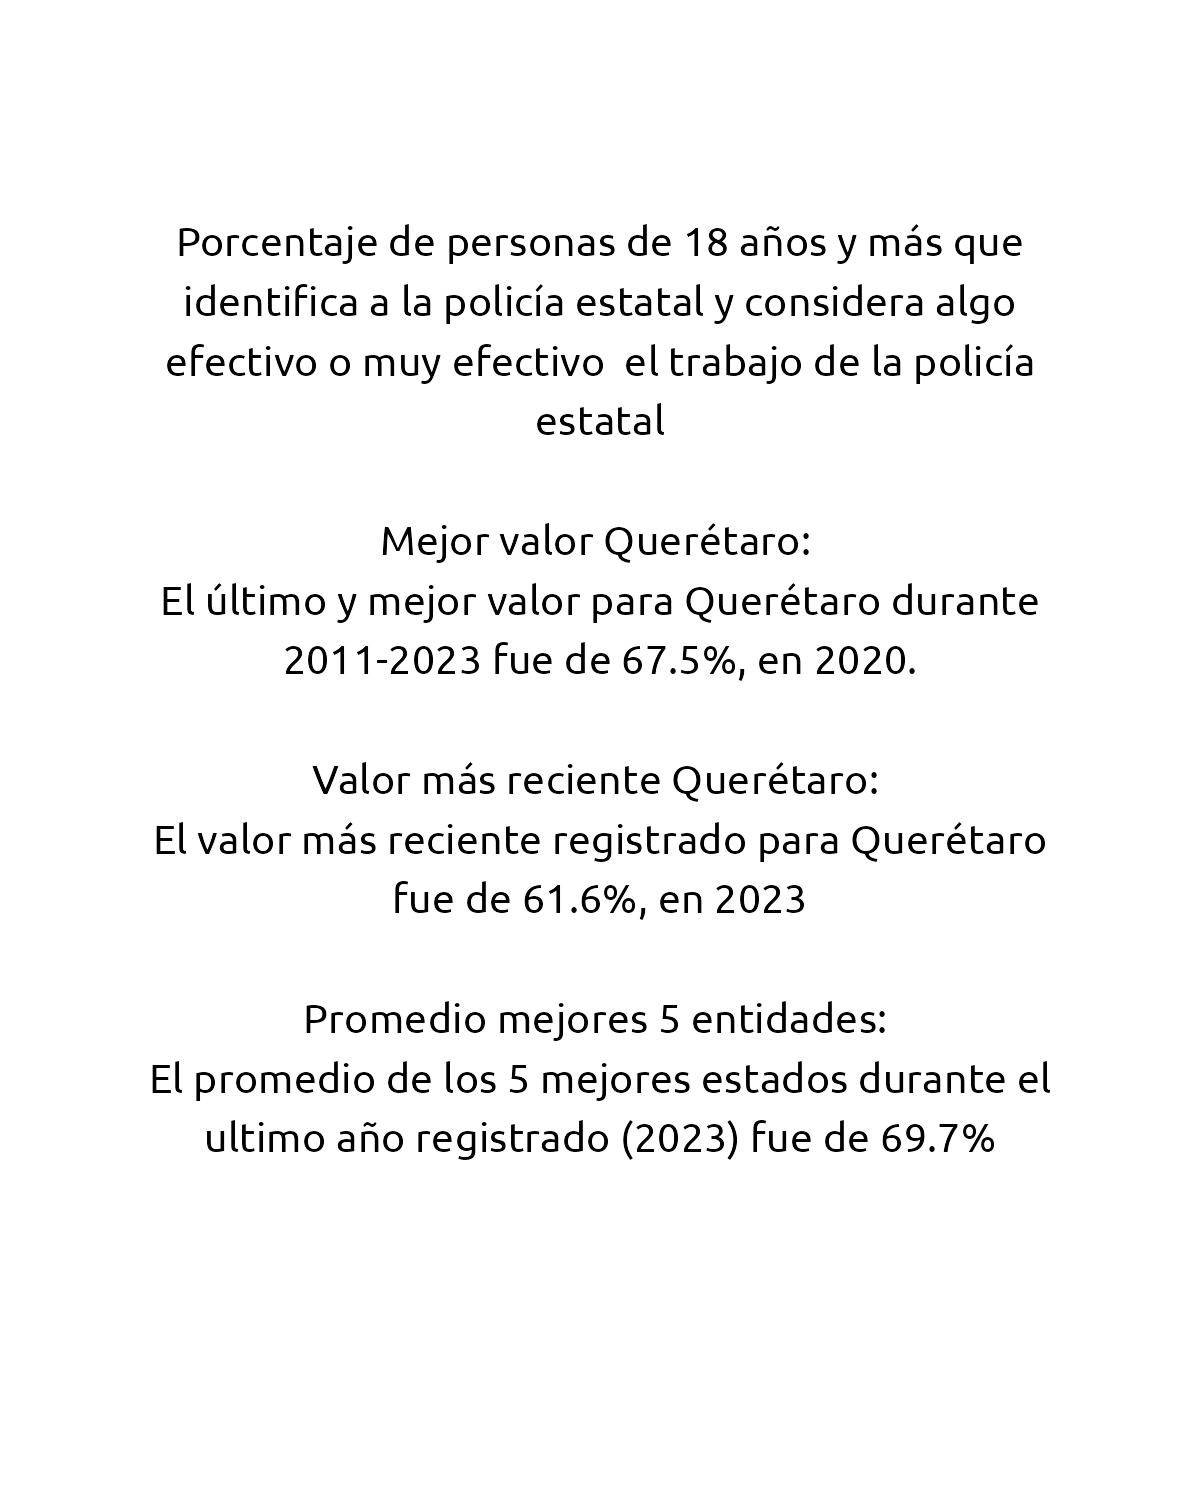 Porcentaje de personas de 18 años y más que
identifica a la policía estatal y considera algo
efectivo o muy efectivo  el trabajo de la policía
estatal
Mejor valor Querétaro:
El último y mejor valor para Querétaro durante
2011-2023 fue de 67.5%, en 2020.
Valor más reciente Querétaro:
El valor más reciente registrado para Querétaro
fue de 61.6%, en 2023
Promedio mejores 5 entidades:
El promedio de los 5 mejores estados durante el
ultimo año registrado (2023) fue de 69.7%